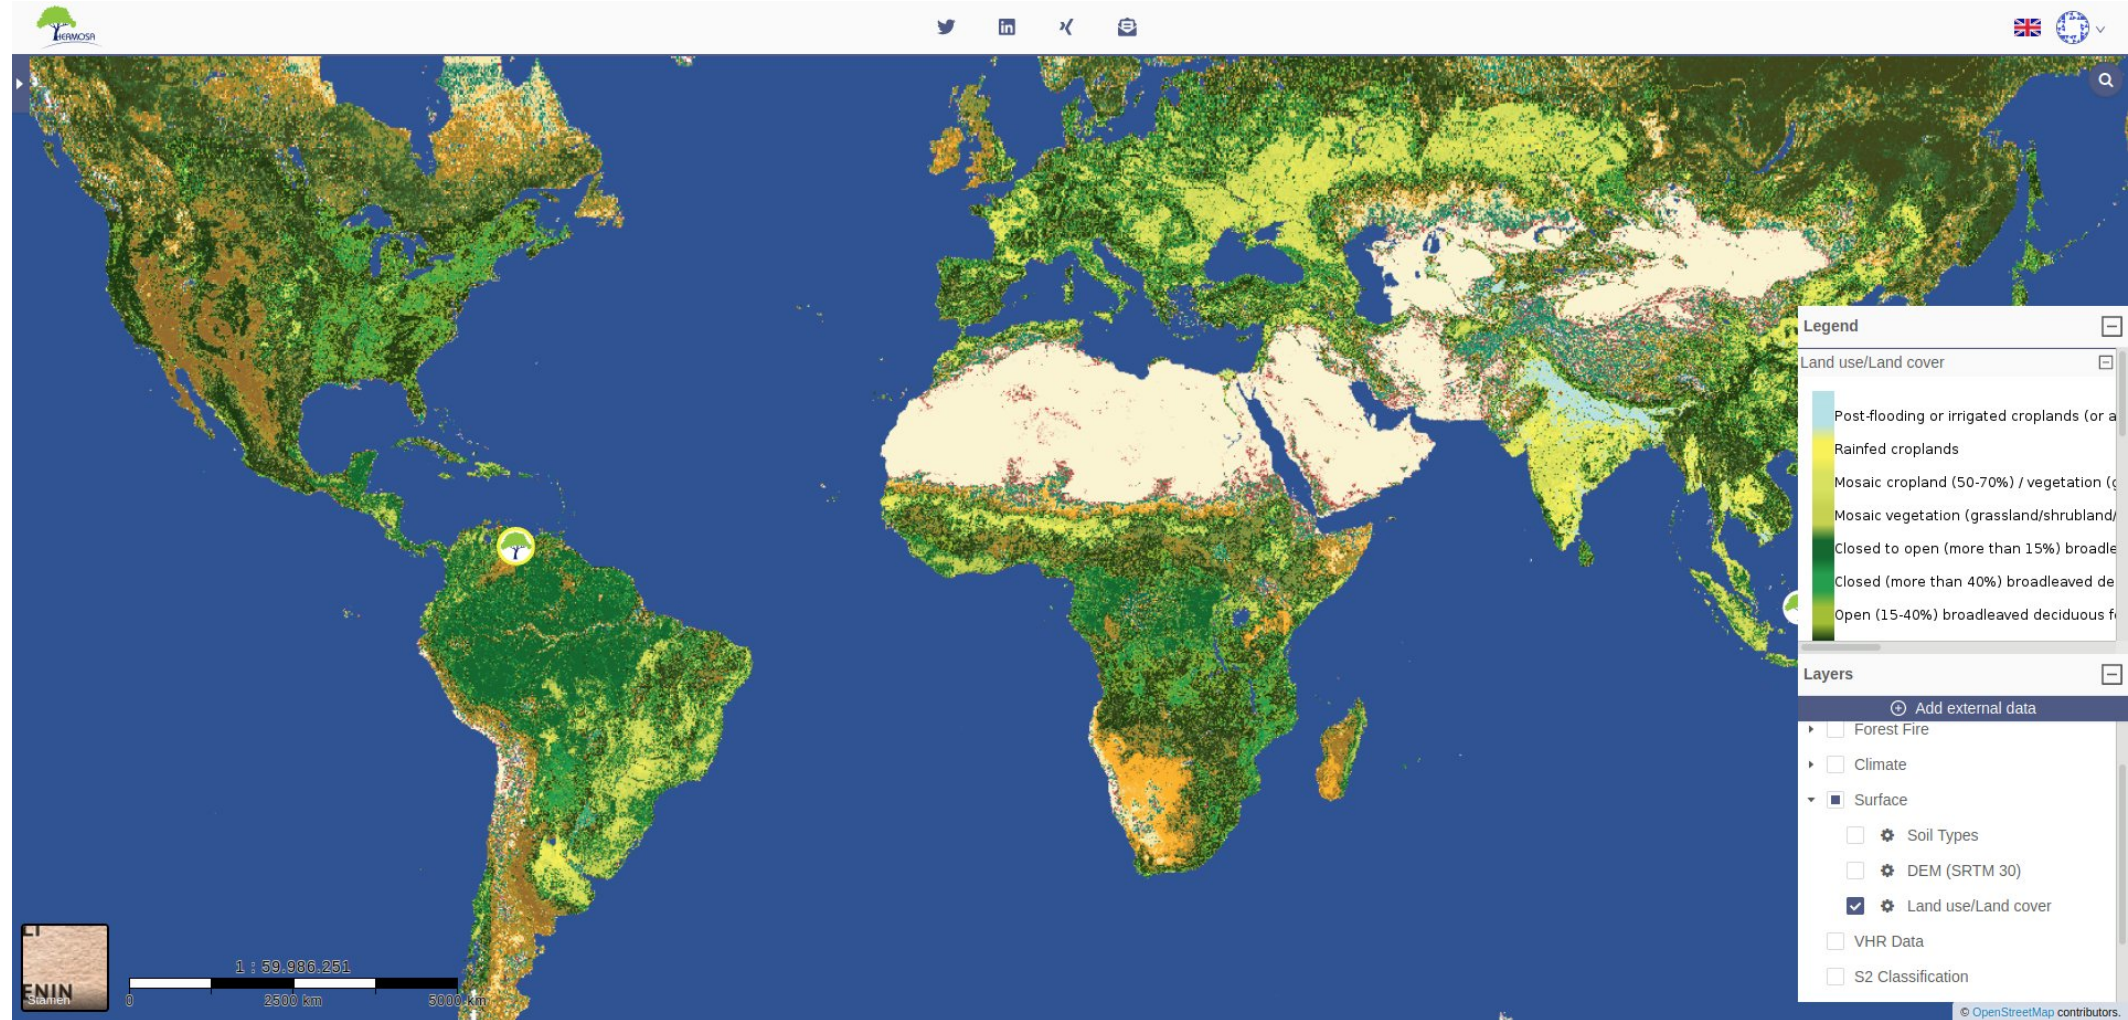 HERMOSA
Legend
Land use/Land cover
Post-flooding or irrigated croplands (or a
Rainfed croplands
Mosaic cropland (50-70%) / vegetation (g
Mosaic vegetation (grassland/shrubland/
Closed to open (more than 15%) broadle
Closed (more than 40%) broadleaved de
Open (15-40%) broadleaved deciduous f
Layers
Add external data
Forest Fire
Climate
Surface
Soil Types
DEM (SRTM 30)
Land use/Land cover
VHR Data
S2 Classification
ENIN
Stamen
1 : 59.986.251
0 2500 km 5000 km
© OpenStreetMap contributors.